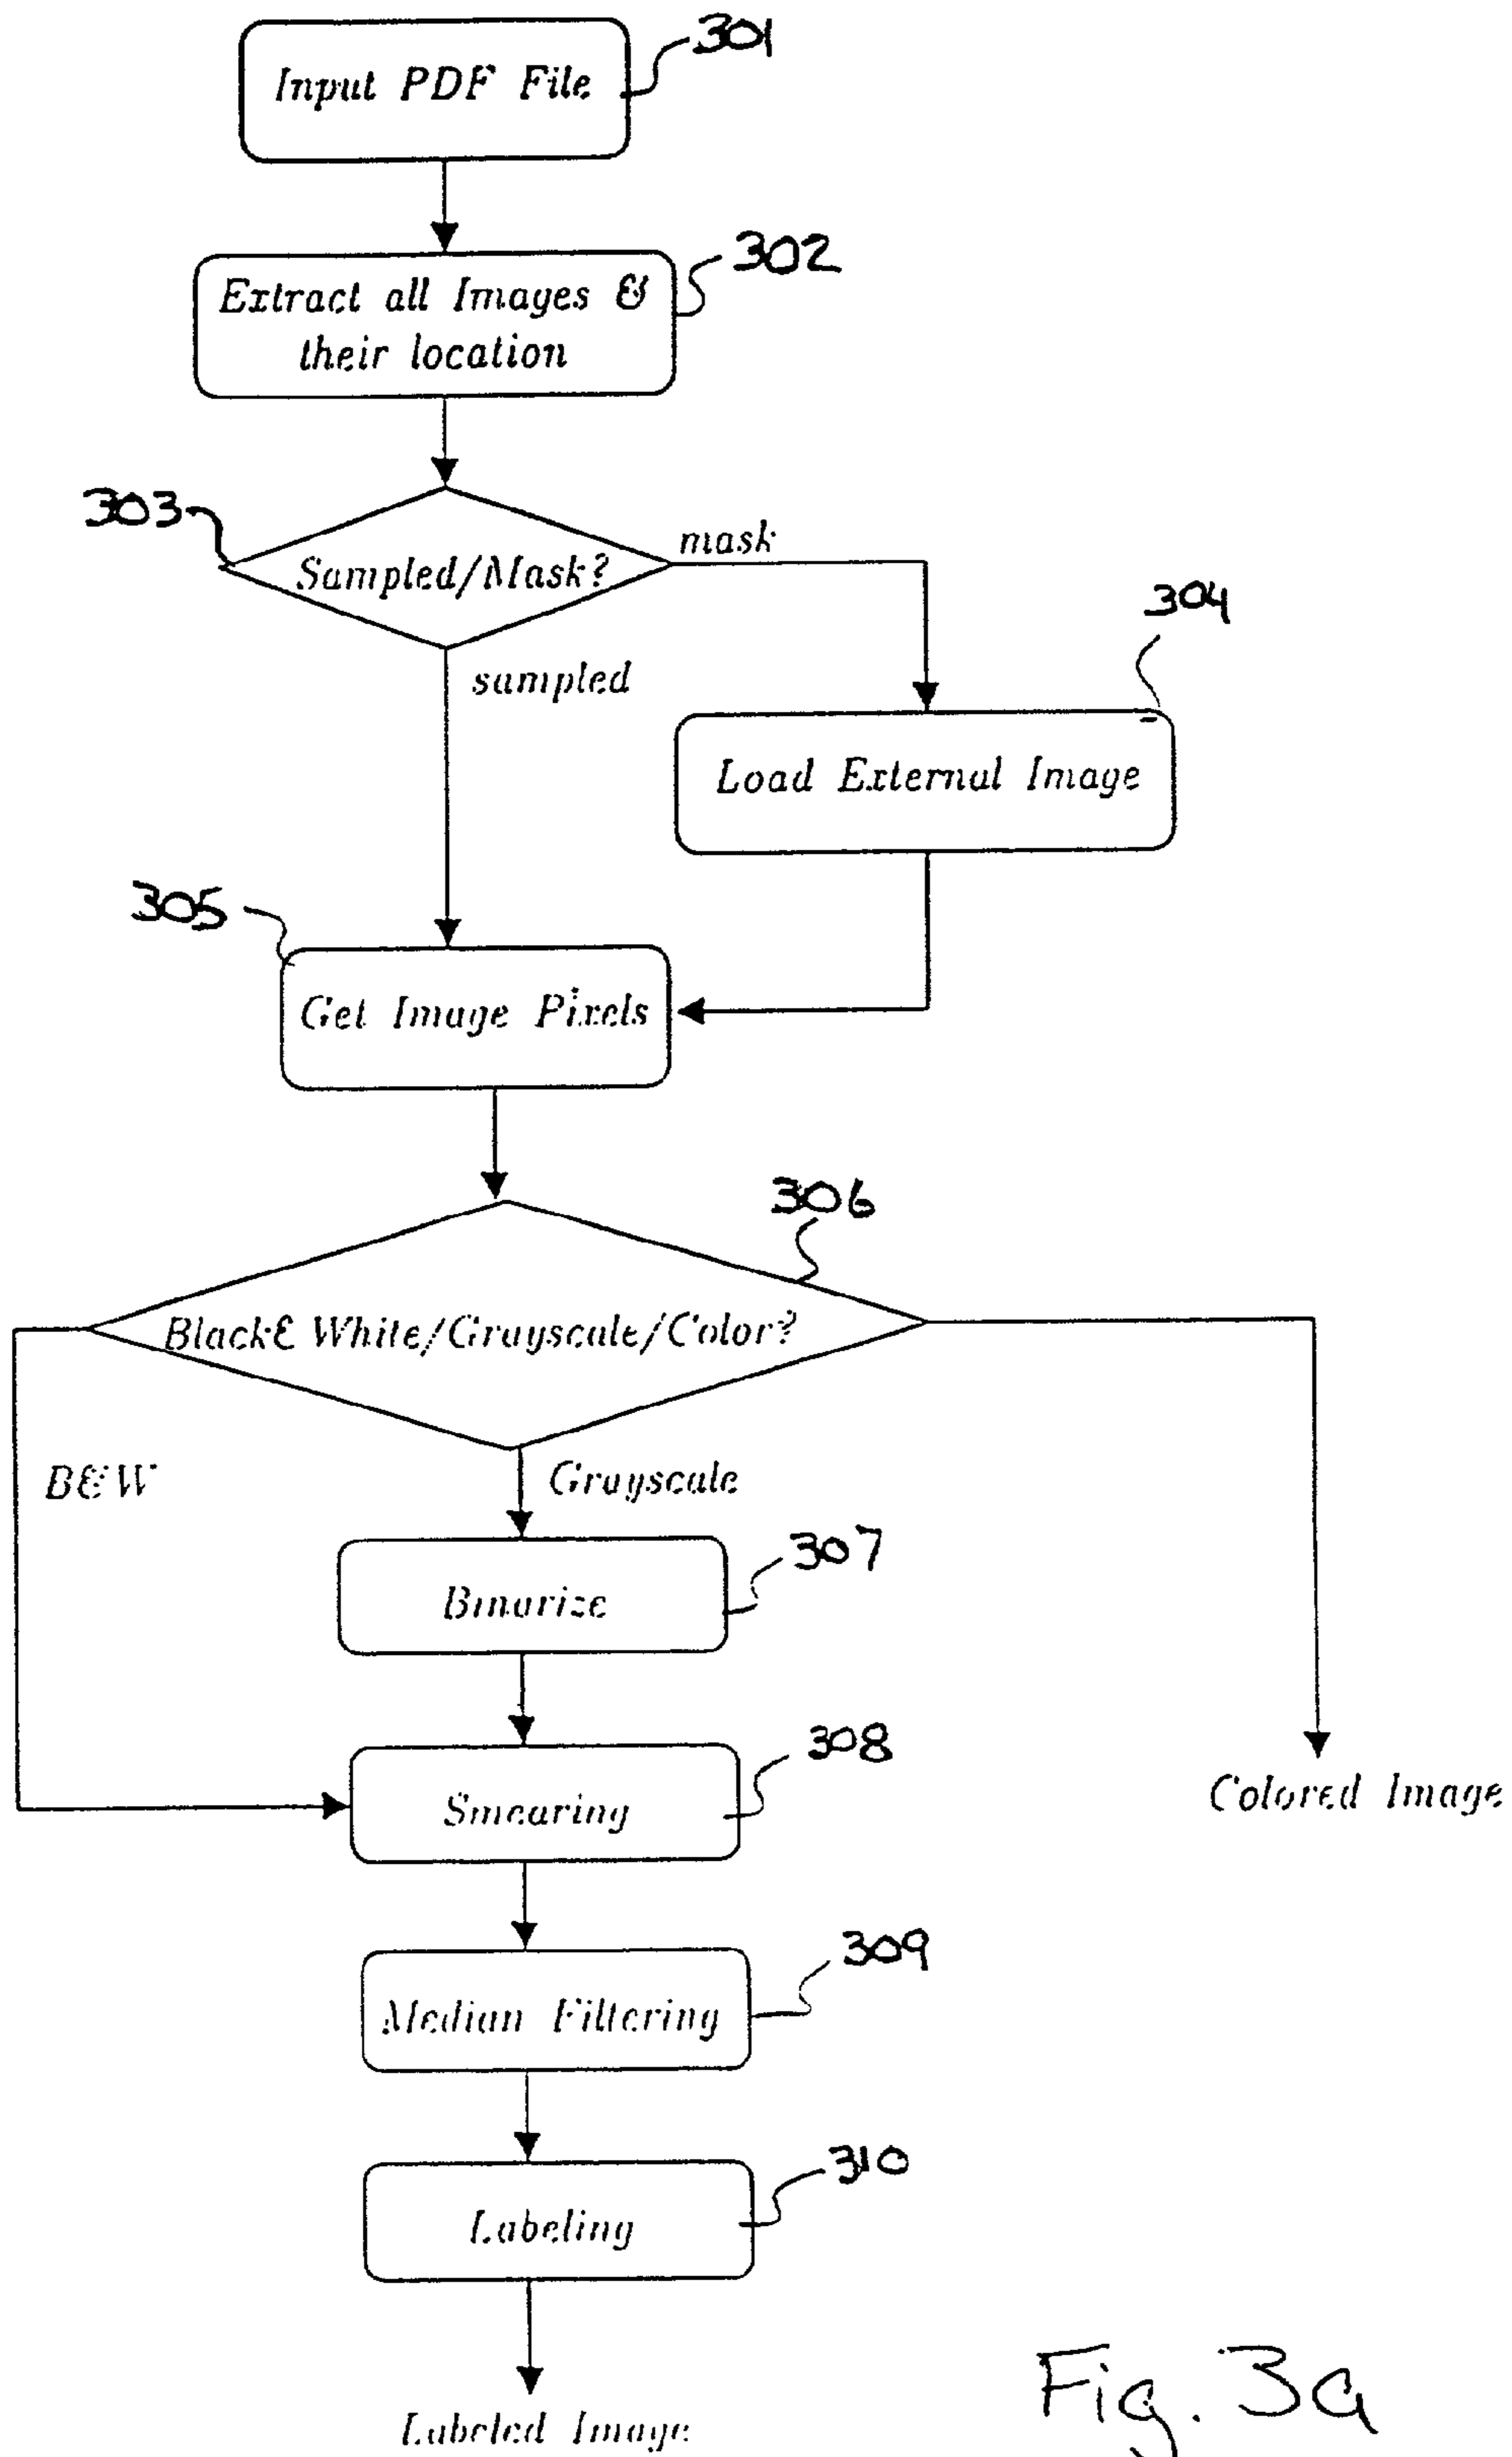 301
Input PDF File
302
Extract all Images &
their location
303
Sampled/Mask?
mask
304
sampled
Load External Image
305
Get Image Pixels
306
Black& White/Grayscale/Color?
B&W
Grayscale
307
Binarize
308
Smearing
Colored Image
309
Median Filtering
310
Labeling
Labeled Image
Fig. 3a